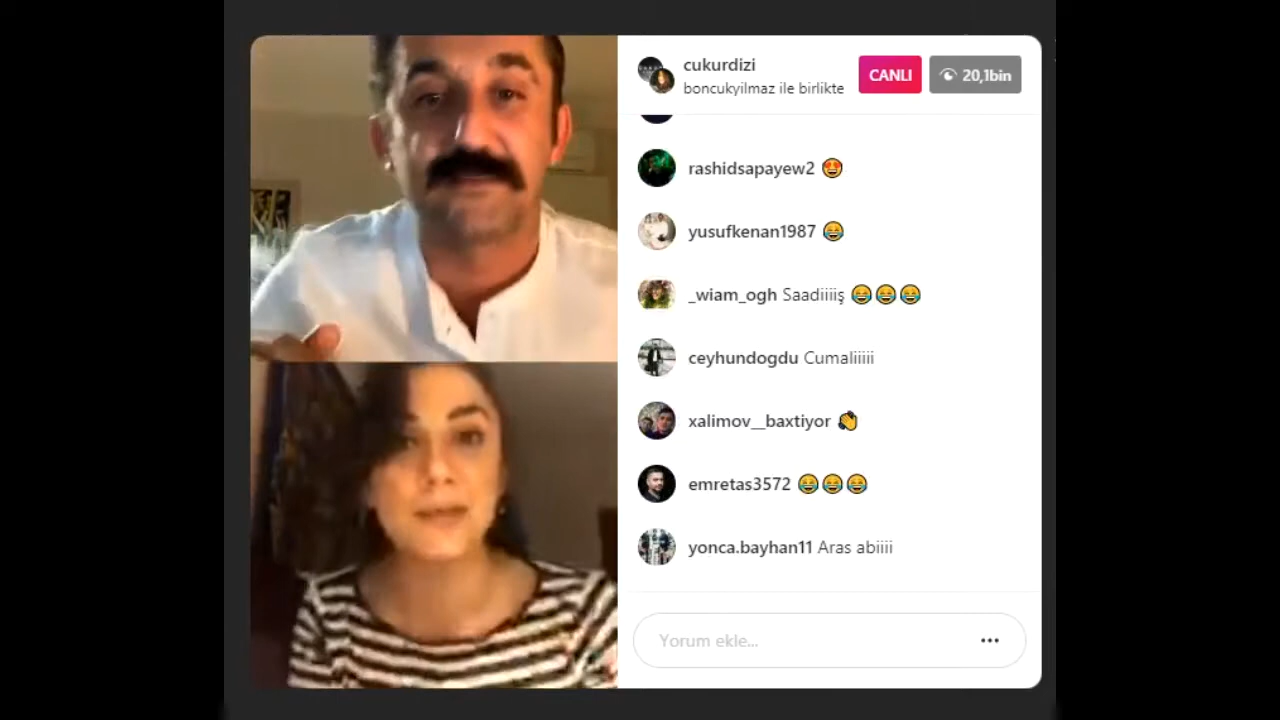 cukurdizi
boncukyilmaz ile birlikte
CANLI
20,1bin
rashidsapayew2 🤩
yusufkenan1987 😂
_wiam_ogh Saadiiiiş 😂😂😂
ceyhundogdu Cumaliiiii
xalimov__baxtiyor 👏
emretas3572 😂😂😂
yonca.bayhan11 Aras abiiii
Yorum ekle...